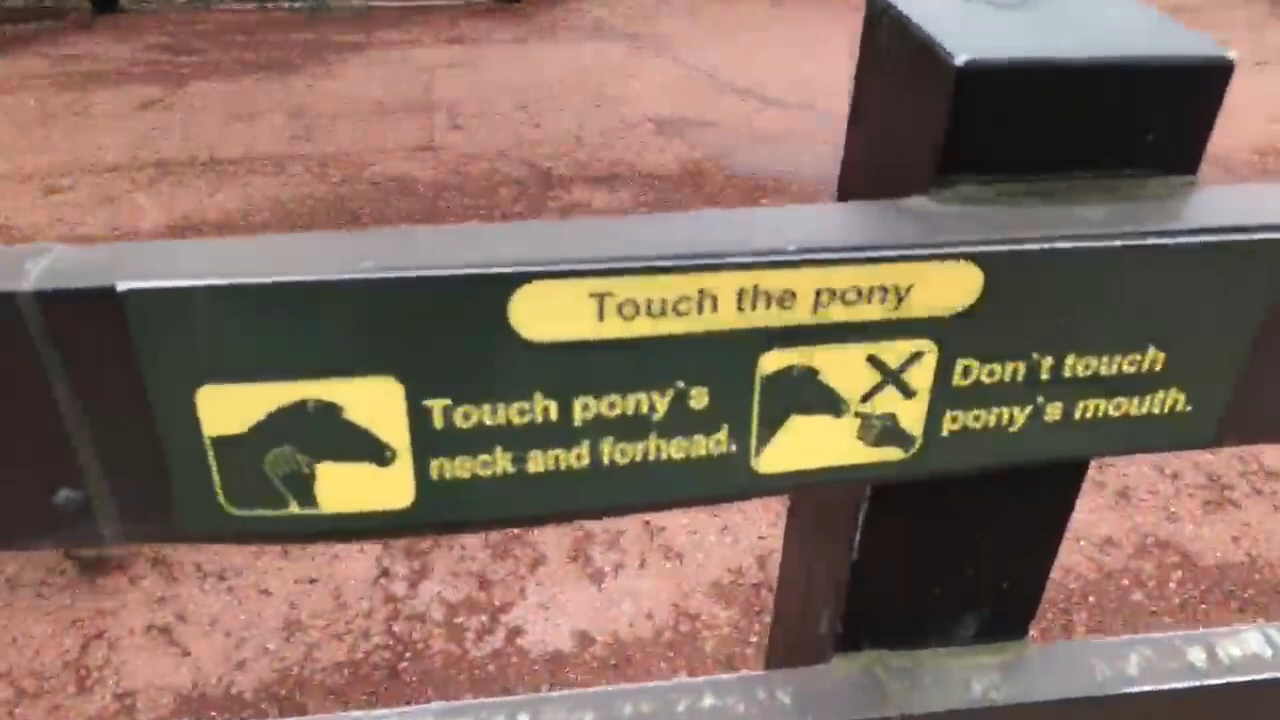 Touch the pony
Touch pony`s
neck and forhead.
Don`t touch
pony`s mouth.